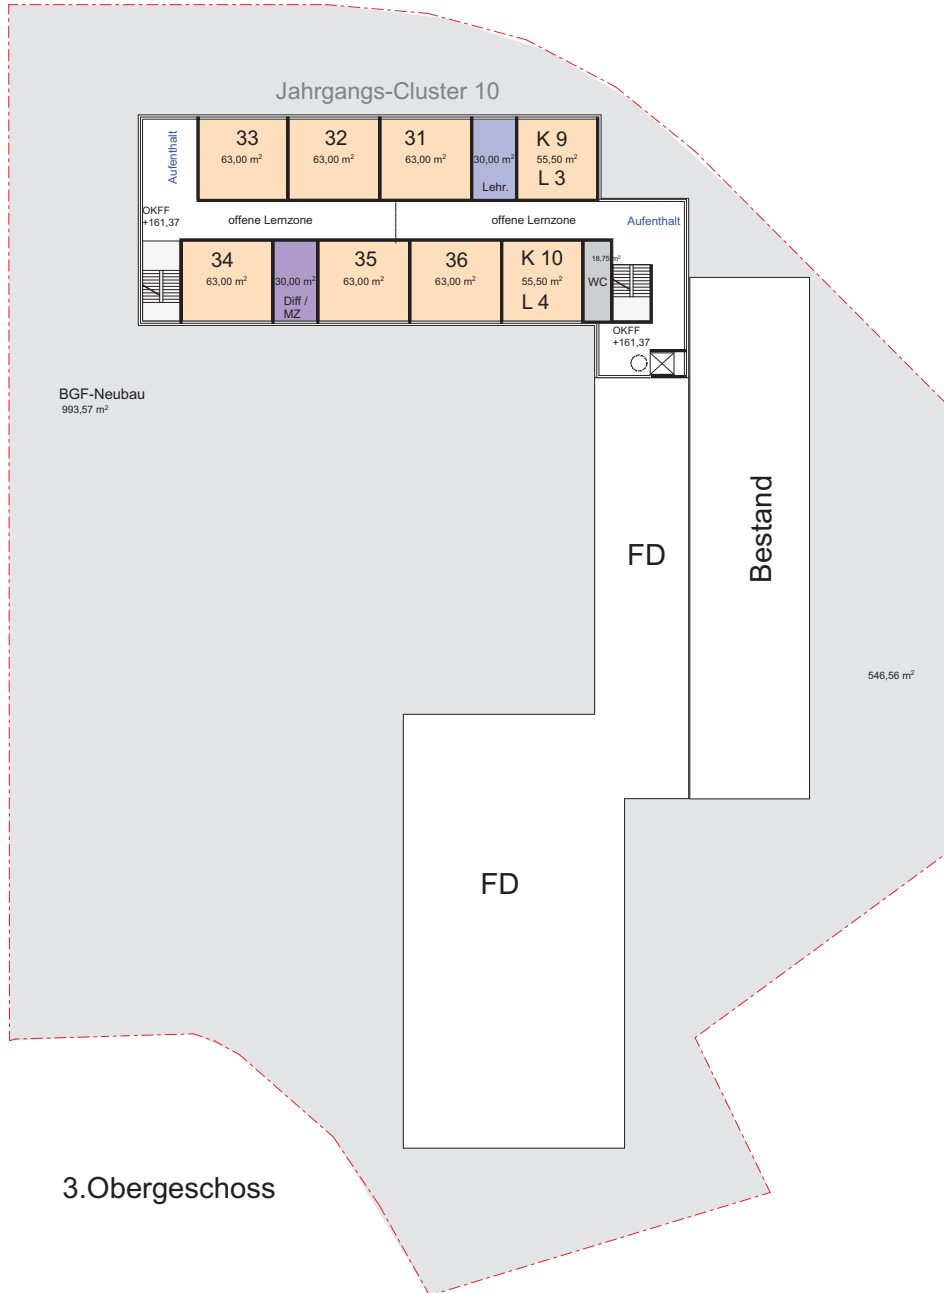 Jahrgangs-Cluster 10
Aufenthalt
33
63,00 m²
32
63,00 m²
31
63,00 m²
30,00 m²
Lehr.
K 9
55,50 m²
L 3
OKFF
+161,37
offene Lernzone
offene Lernzone
Aufenthalt
34
63,00 m²
30,00 m²
Diff /
MZ
35
63,00 m²
36
63,00 m²
K 10
55,50 m²
L 4
18,75 m²
WC
OKFF
+161,37
BGF-Neubau
993,57 m²
Bestand
FD
546,56 m²
FD
3.Obergeschoss